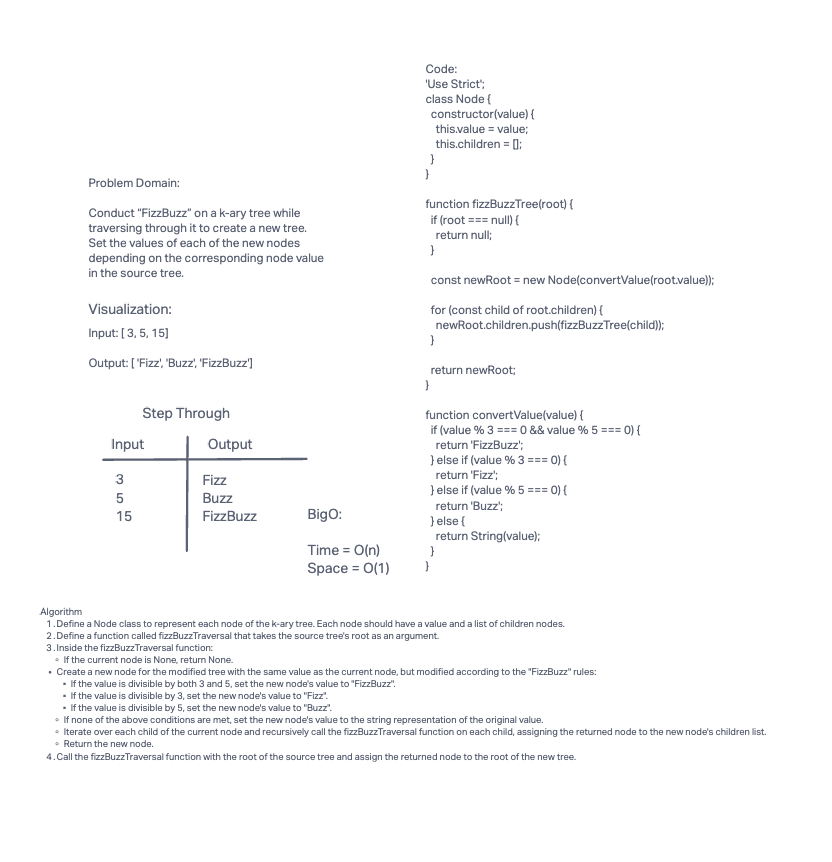 Problem Domain:
Conduct "FizzBuzz" on a k-ary tree while
traversing through it to create a new tree.
Set the values of each of the new nodes
depending on the corresponding node value
in the source tree.
Visualization:
Input: [ 3, 5, 15]
Output: [ 'Fizz', 'Buzz', 'FizzBuzz']
Step Through
Input Output
3 Fizz
5 Buzz
15 FizzBuzz
BigO:
Time = O(n)
Space = O(1)
Code:
'Use Strict';
class Node {
constructor(value) {
this.value = value;
this.children = [];
}
}
function fizzBuzzTree(root) {
if (root === null) {
return null;
}
const newRoot = new Node(convertValue(root.value));
for (const child of root.children) {
newRoot.children.push(fizzBuzzTree(child));
}
return newRoot;
}
function convertValue(value) {
if (value % 3 === 0 && value % 5 === 0) {
return 'FizzBuzz';
} else if (value % 3 === 0) {
return 'Fizz';
} else if (value % 5 === 0) {
return 'Buzz';
} else {
return String(value);
}
}
Algorithm
1. Define a Node class to represent each node of the k-ary tree. Each node should have a value and a list of children nodes.
2. Define a function called fizzBuzzTraversal that takes the source tree's root as an argument.
3. Inside the fizzBuzzTraversal function:
◦ If the current node is None, return None.
• Create a new node for the modified tree with the same value as the current node, but modified according to the "FizzBuzz" rules:
▪ If the value is divisible by both 3 and 5, set the new node's value to "FizzBuzz".
▪ If the value is divisible by 3, set the new node's value to "Fizz".
▪ If the value is divisible by 5, set the new node's value to "Buzz".
◦ If none of the above conditions are met, set the new node's value to the string representation of the original value.
◦ Iterate over each child of the current node and recursively call the fizzBuzzTraversal function on each child, assigning the returned node to the new node's children list.
◦ Return the new node.
4. Call the fizzBuzzTraversal function with the root of the source tree and assign the returned node to the root of the new tree.